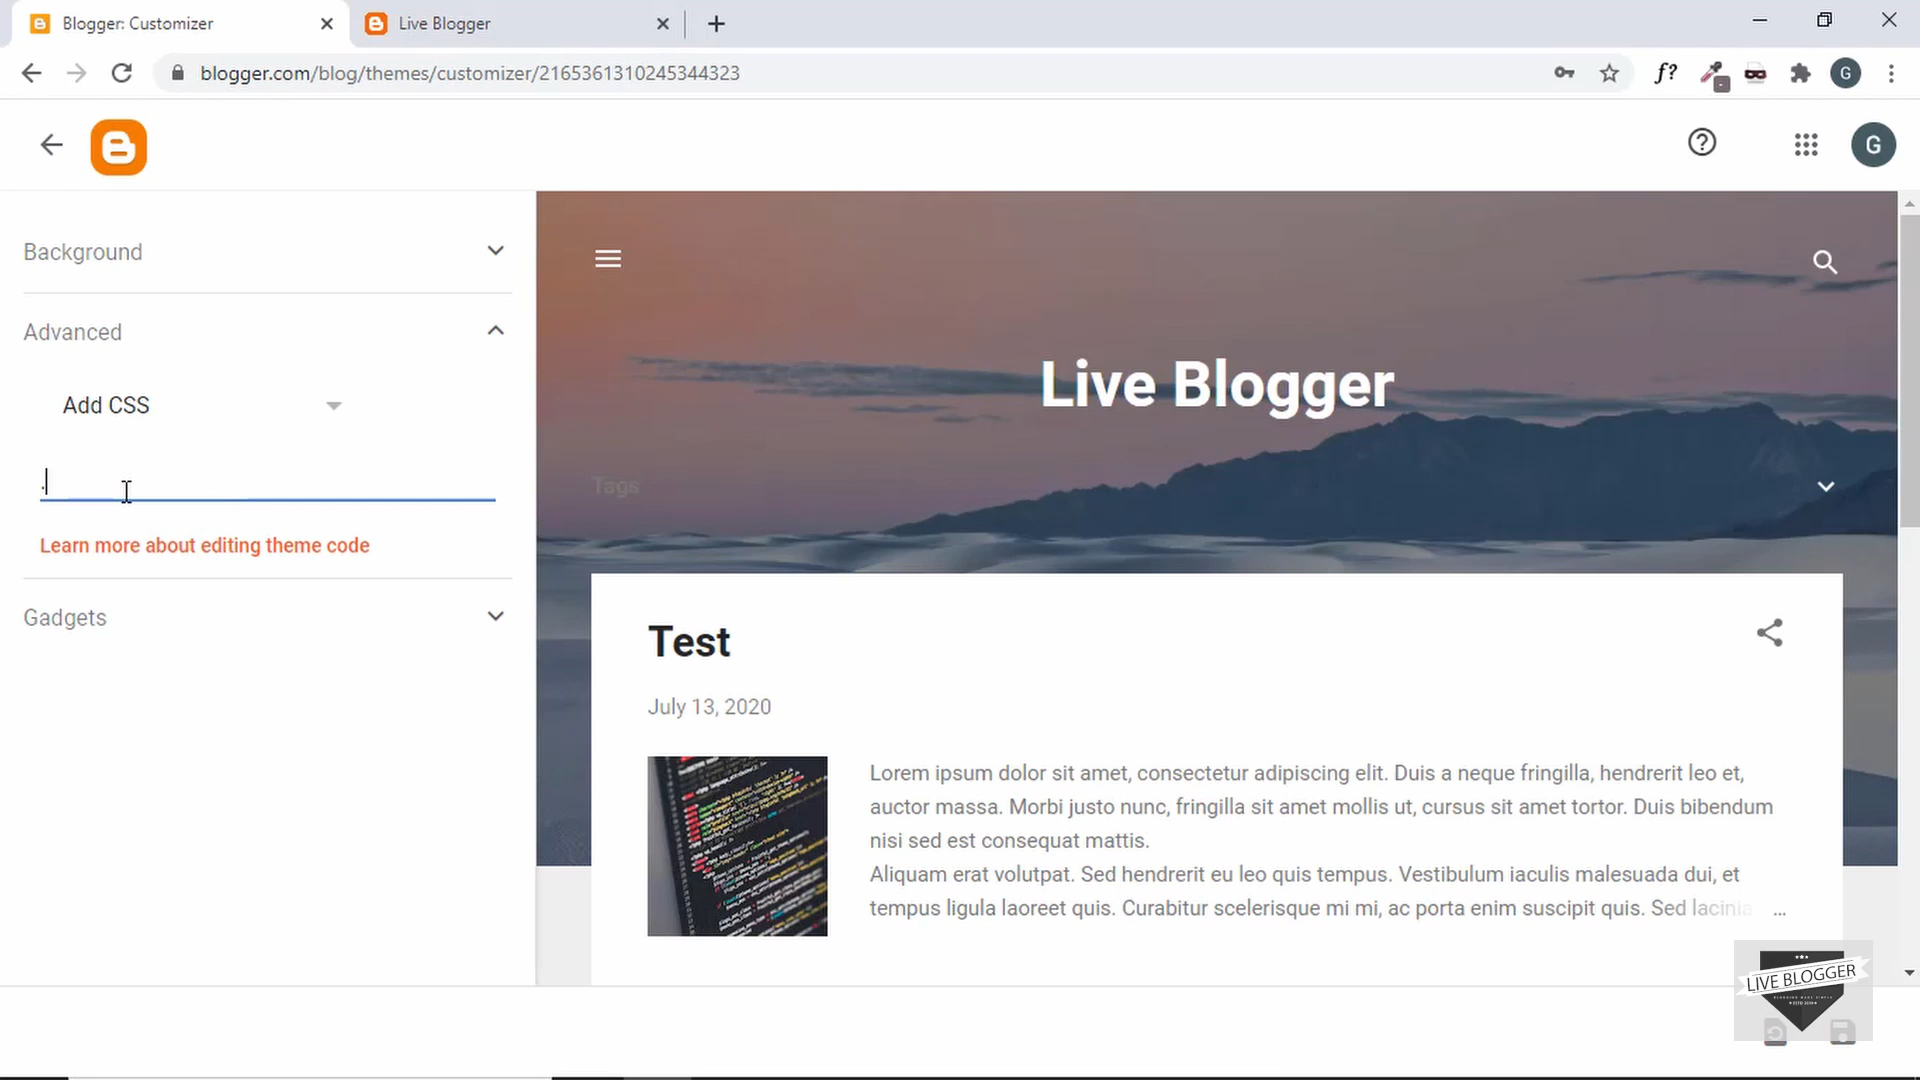 Blogger: Customizer
Live Blogger
blogger.com/blog/themes/customizer/2165361310245344323
f?
G
G
Background
Advanced
Add CSS
.
Learn more about editing theme code
Gadgets
Live Blogger
Tags
Test
July 13, 2020
Lorem ipsum dolor sit amet, consectetur adipiscing elit. Duis a neque fringilla, hendrerit leo et,
auctor massa. Morbi justo nunc, fringilla sit amet mollis ut, cursus sit amet tortor. Duis bibendum
nisi sed est consequat mattis.
Aliquam erat volutpat. Sed hendrerit eu leo quis tempus. Vestibulum iaculis malesuada dui, et
tempus ligula laoreet quis. Curabitur scelerisque mi mi, ac porta enim suscipit quis. Sed lacinia ...
LIVE BLOGGER